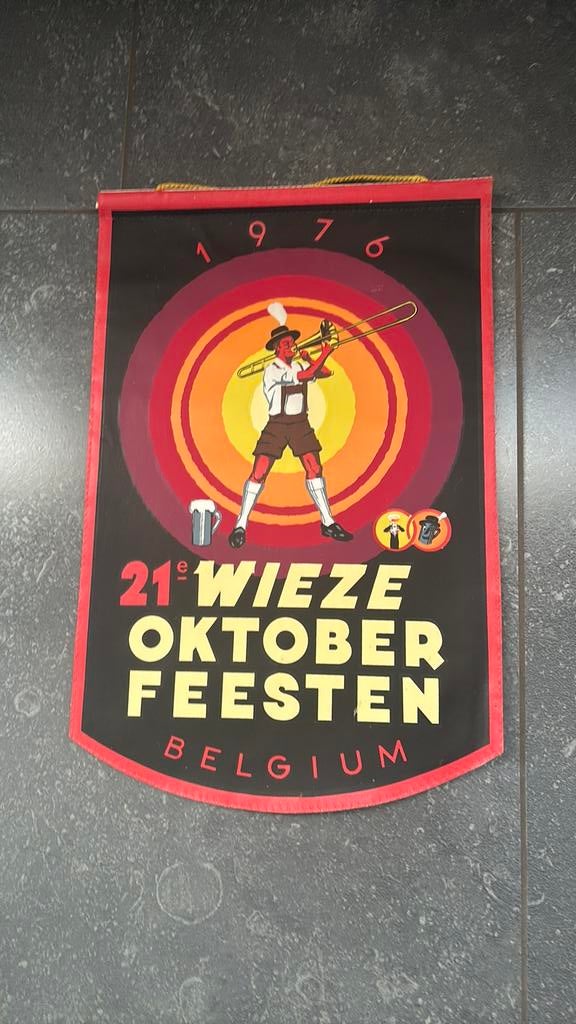 1976
21e WIEZE
OKTOBER
FEESTEN
BELGIUM